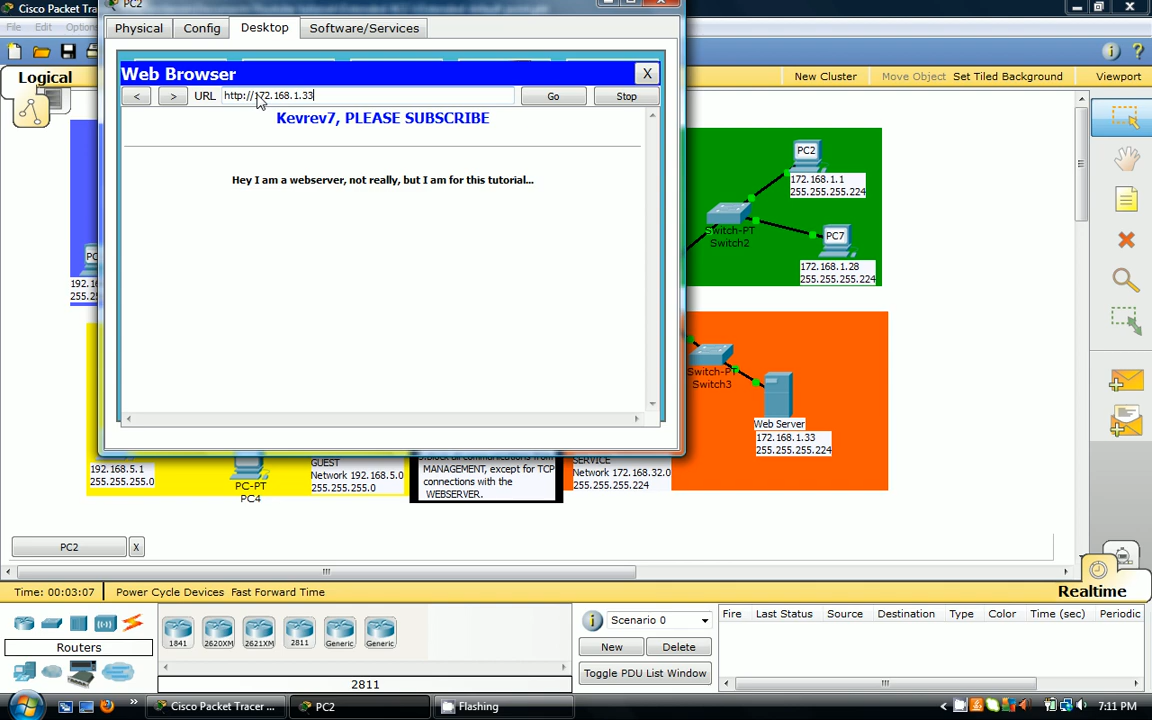 Cisco Packet Tra
PC2
File Edit Option
Physical Config Desktop Software/Services
Logical
New Cluster Move Object Set Tiled Background Viewport
Web Browser X
< > URL http://172.168.1.33 Go Stop
Kevrev7, PLEASE SUBSCRIBE
Hey I am a webserver, not really, but I am for this tutorial...
PC2
172.168.1.1
255.255.255.224
Switch-PT
Switch2
PC7
172.168.1.28
255.255.255.224
PC
192.16
255.25
Switch-PT
Switch3
Web Server
172.168.1.33
255.255.255.224
192.168.5.1
255.255.255.0
PC-PT
PC4
GUEST
Network 192.168.5.0
255.255.255.0
MANAGEMENT, except for TCP
connections with the
WEBSERVER.
SERVICE
Network 172.168.32.0
255.255.255.224
PC2 X
Time: 00:03:07 Power Cycle Devices Fast Forward Time
Realtime
Routers
1841 2620XM 2621XM 2811 Generic Generic
2811
Scenario 0
New Delete
Toggle PDU List Window
Fire Last Status Source Destination Type Color Time (sec) Periodic
Cisco Packet Tracer ... PC2 Flashing 7:11 PM